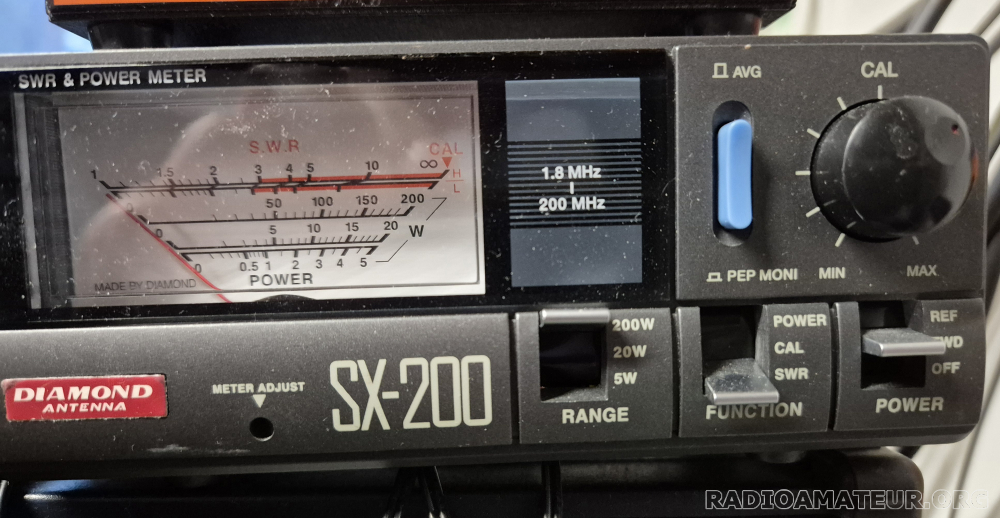 SWR & POWER METER
S.W.R
CAL
1 1.5 2 3 4 5 10 ∞ H
L
0 50 100 150 200
0 5 10 15 20
W
0 0.5 1 2 3 4 5
POWER
MADE BY DIAMOND
1.8 MHz
200 MHz
AVG
PEP MONI
CAL
MIN
MAX
DIAMOND
ANTENNA
METER ADJUST
SX-200
200W
20W
5W
RANGE
POWER
CAL
SWR
FUNCTION
REF
WD
OFF
POWER
RADIOAMATEUR.ORG